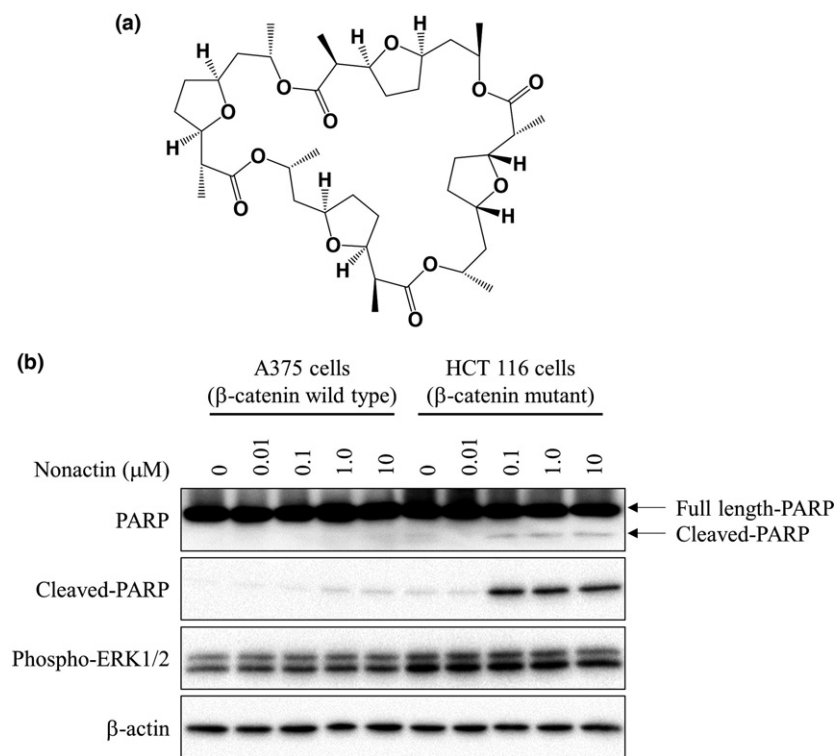 (a)
H
H
O
O
O
H
O
O
O
H
O
H
O
O
H
H
O
H
O
O
(b)
A375 cells
(β-catenin wild type)
HCT 116 cells
(β-catenin mutant)
Nonactin (μM)
0
0.01
0.1
1.0
10
0
0.01
0.1
1.0
10
PARP
Full length-PARP
Cleaved-PARP
Cleaved-PARP
Phospho-ERK1/2
β-actin